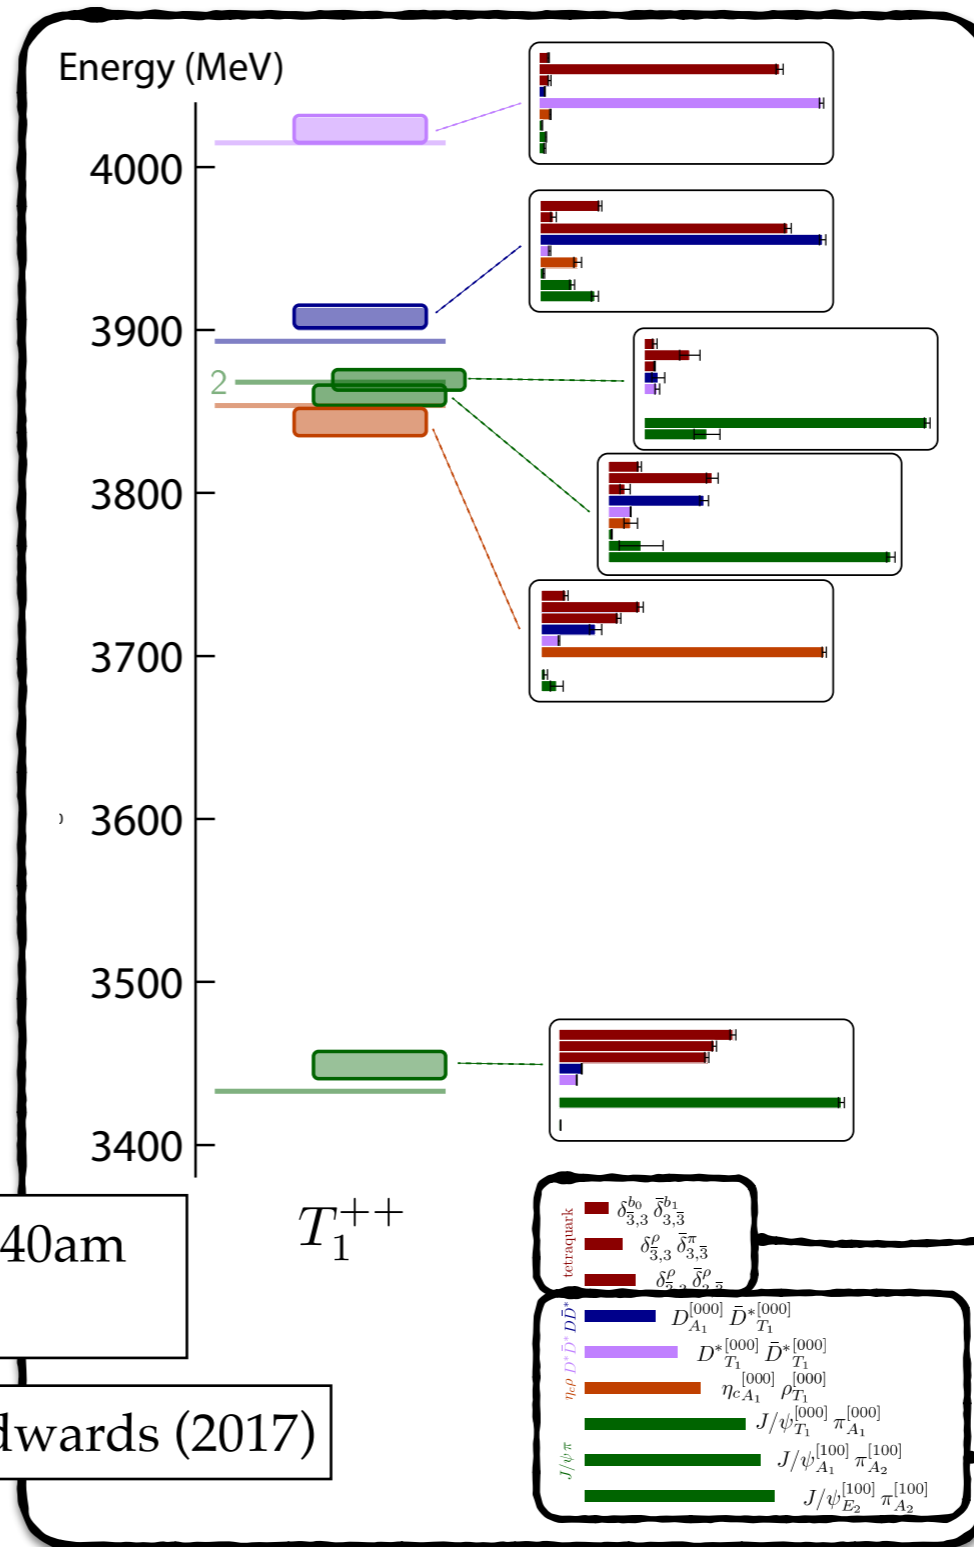 Energy (MeV)
4000
3900
2
3800
3700
3600
3500
3400
40am
T_1^{++}
dwards (2017)
tetraquark
δ^{b_0}_{3̄,3} δ̄^{b_1}_{3,3̄}
δ^ρ_{3̄,3} δ̄^π_{3,3̄}
δ^ρ δ̄^ρ
DD̄*
D^{[000]}_{A_1} D̄*^{[000]}_{T_1}
D*D̄*
D*^{[000]}_{T_1} D̄*^{[000]}_{T_1}
η_cρ
η_c^{[000]}_{A_1} ρ^{[000]}_{T_1}
J/ψ π
J/ψ^{[000]}_{T_1} π^{[000]}_{A_1}
J/ψ^{[100]}_{A_1} π^{[100]}_{A_2}
J/ψ^{[100]}_{E_2} π^{[100]}_{A_2}